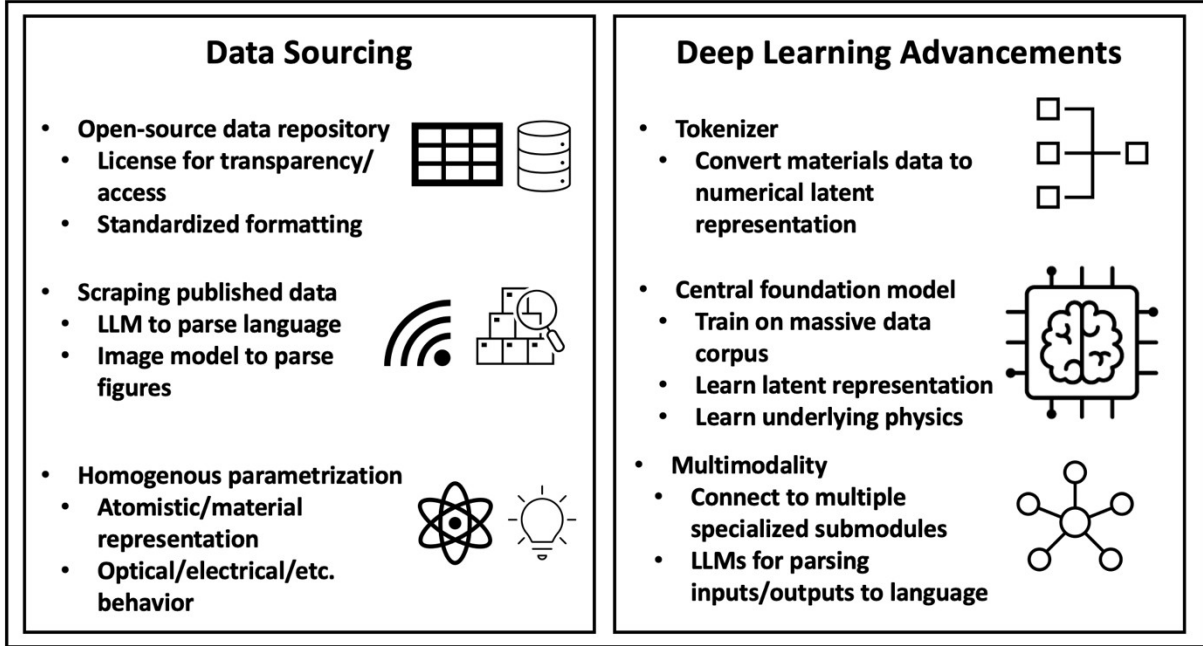 Data Sourcing
• Open-source data repository
• License for transparency/
access
• Standardized formatting
• Scraping published data
• LLM to parse language
• Image model to parse
figures
• Homogenous parametrization
• Atomistic/material
representation
• Optical/electrical/etc.
behavior
Deep Learning Advancements
• Tokenizer
• Convert materials data to
numerical latent
representation
• Central foundation model
• Train on massive data
corpus
• Learn latent representation
• Learn underlying physics
• Multimodality
• Connect to multiple
specialized submodules
• LLMs for parsing
inputs/outputs to language